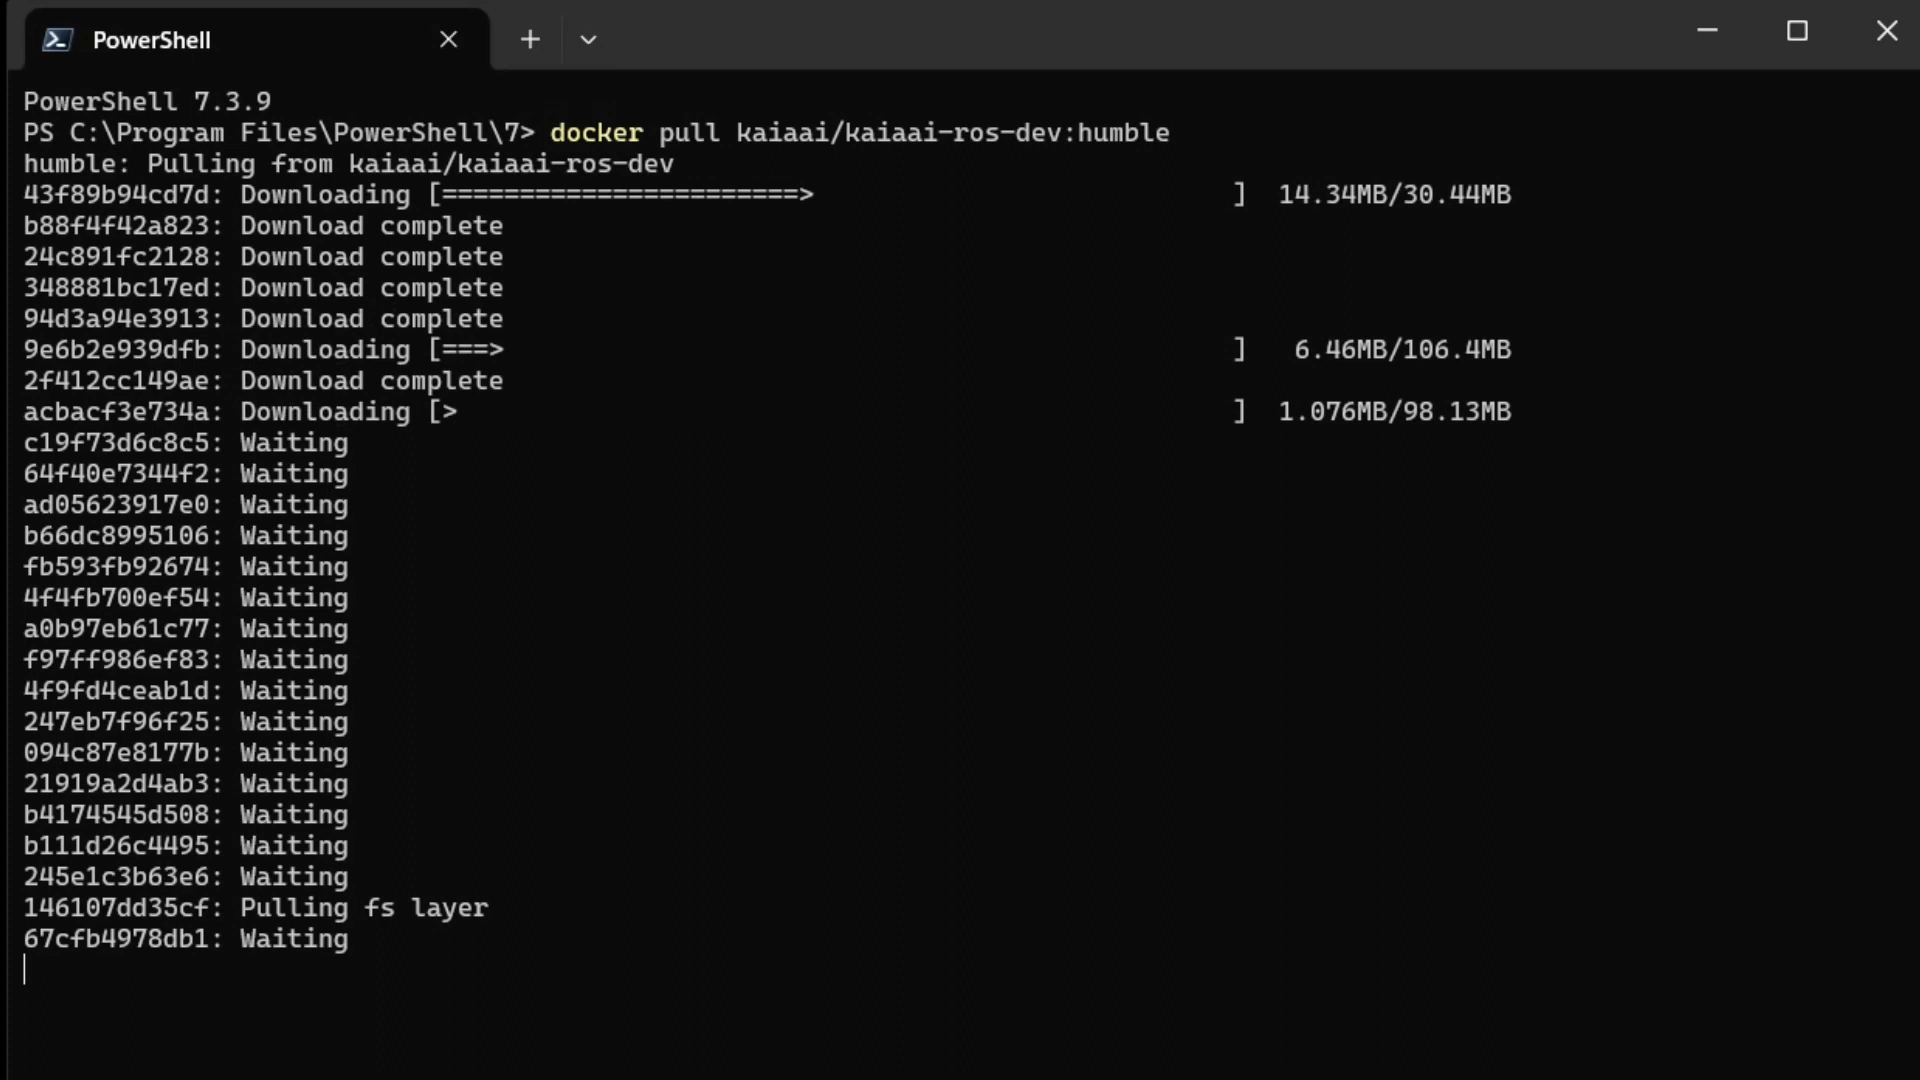 PowerShell
PowerShell 7.3.9
PS C:\Program Files\PowerShell\7> docker pull kaiaai/kaiaai-ros-dev:humble
humble: Pulling from kaiaai/kaiaai-ros-dev
43f89b94cd7d: Downloading [=======================>                           ]  14.34MB/30.44MB
b88f4f42a823: Download complete
24c891fc2128: Download complete
348881bc17ed: Download complete
94d3a94e3913: Download complete
9e6b2e939dfb: Downloading [===>                                               ]   6.46MB/106.4MB
2f412cc149ae: Download complete
acbacf3e734a: Downloading [>                                                  ]  1.076MB/98.13MB
c19f73d6c8c5: Waiting
64f40e7344f2: Waiting
ad05623917e0: Waiting
b66dc8995106: Waiting
fb593fb92674: Waiting
4f4fb700ef54: Waiting
a0b97eb61c77: Waiting
f97ff986ef83: Waiting
4f9fd4ceab1d: Waiting
247eb7f96f25: Waiting
094c87e8177b: Waiting
21919a2d4ab3: Waiting
b4174545d508: Waiting
b111d26c4495: Waiting
245e1c3b63e6: Waiting
146107dd35cf: Pulling fs layer
67cfb4978db1: Waiting